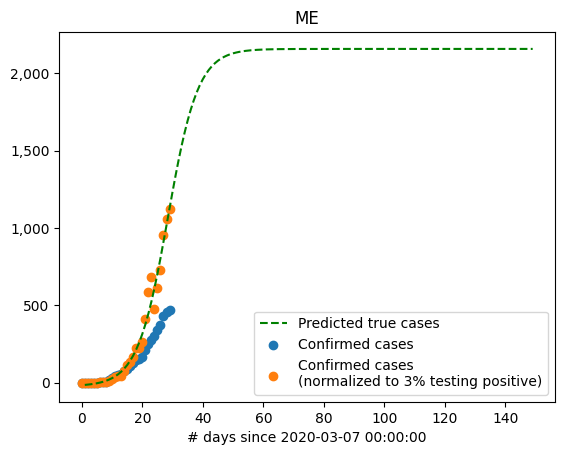 ME
2,000
1,500
1,000
500
0
Predicted true cases
Confirmed cases
Confirmed cases
(normalized to 3% testing positive)
0 20 40 60 80 100 120 140
# days since 2020-03-07 00:00:00